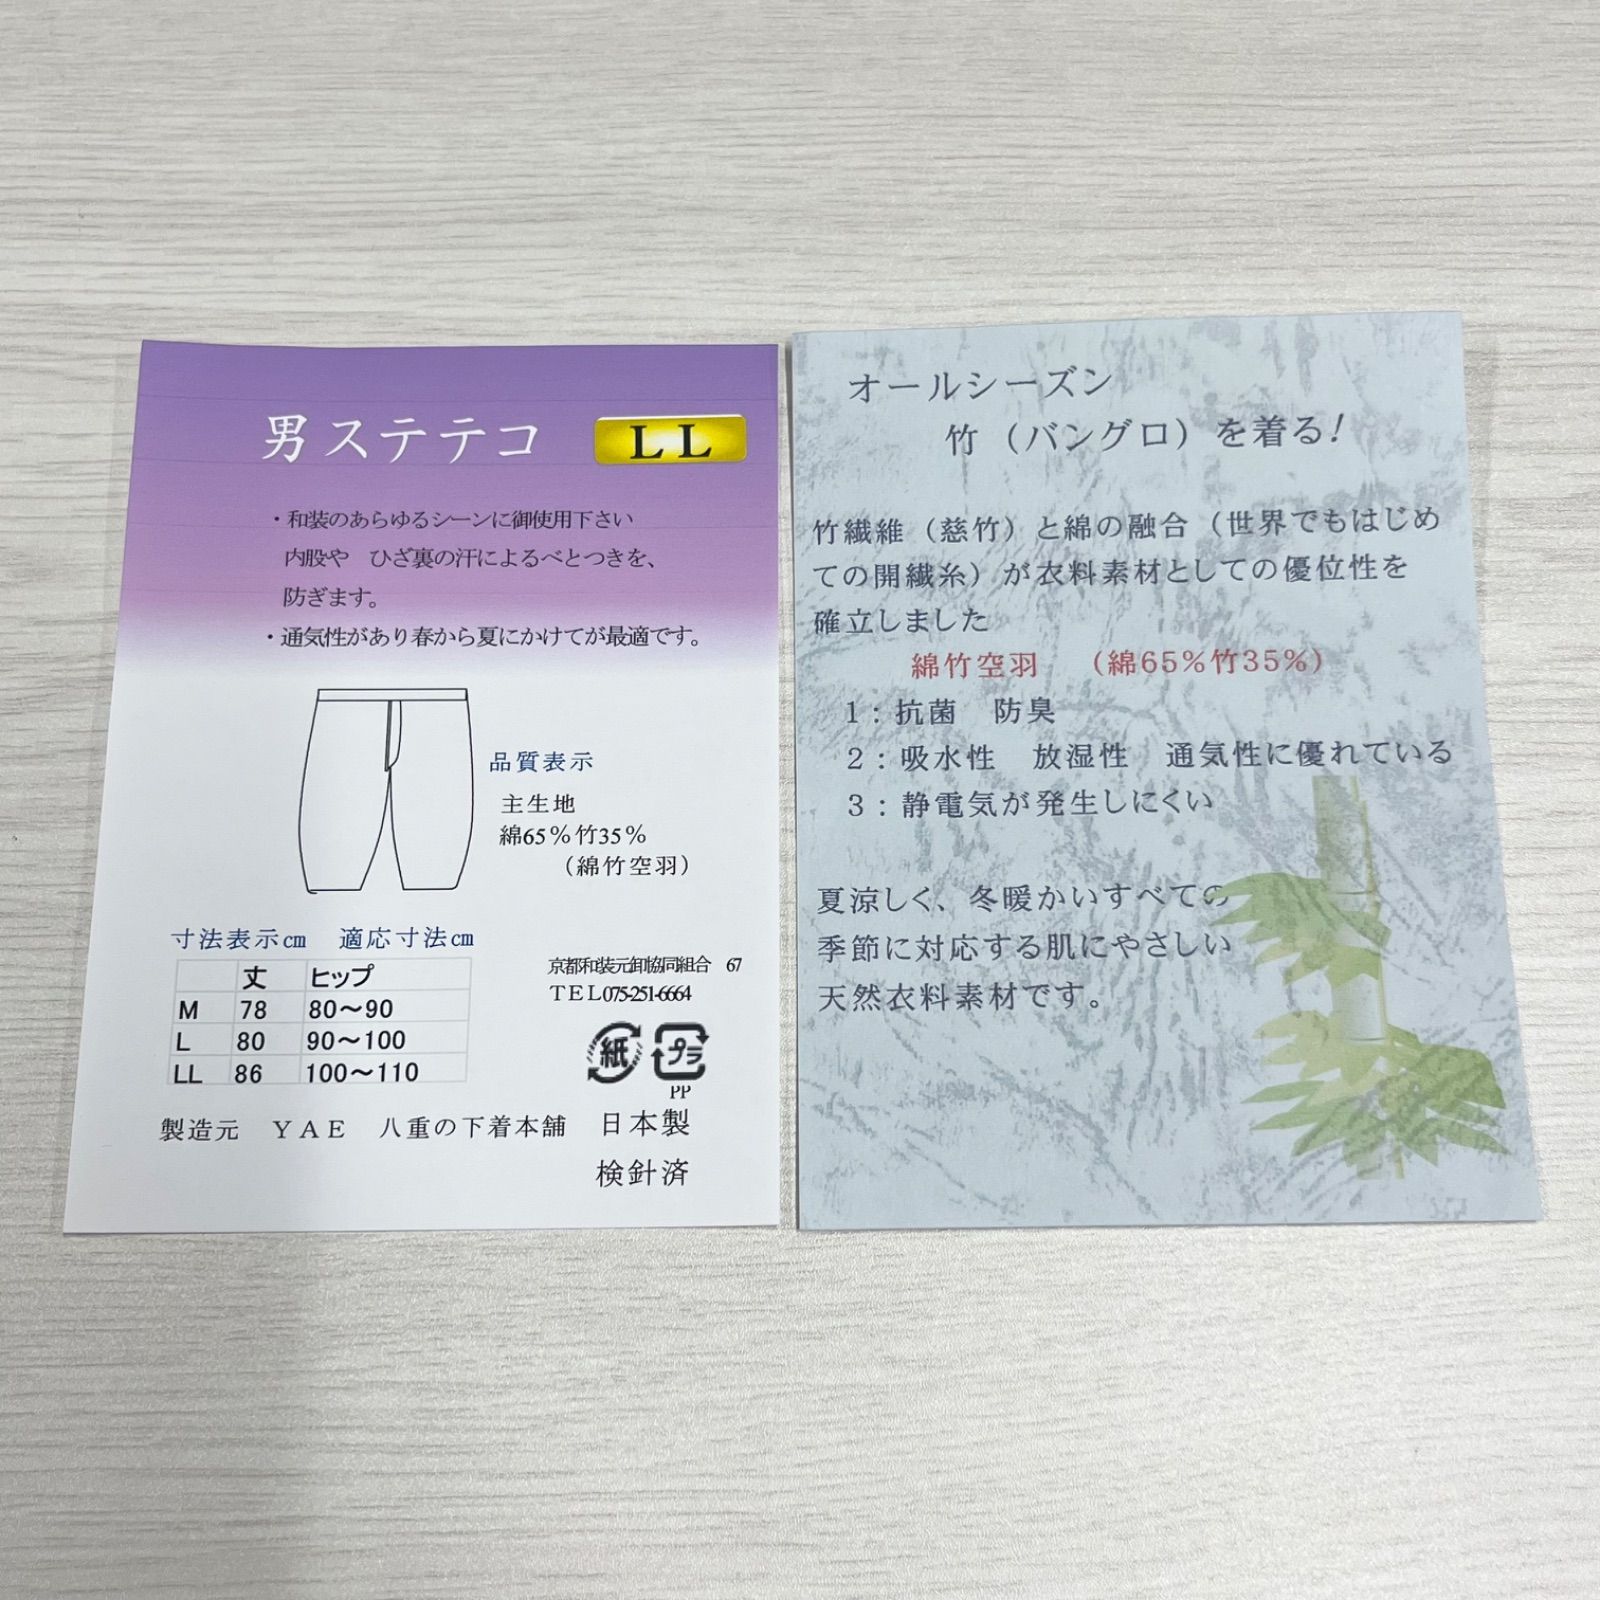 男ステテコ LL
・和装のあらゆるシーンに御使用下さい
内股や ひざ裏の汗によるべとつきを、
防ぎます。
・通気性があり春から夏にかけてが最適です。
品質表示
主生地
綿65%竹35%
(綿竹空羽)
寸法表示cm 適応寸法cm
丈 ヒップ
M 78 80〜90
L 80 90〜100
LL 86 100〜110
京都和装元卸協同組合 67
TEL075-251-6664
紙 プラ
PP
製造元 YAE 八重の下着本舗 日本製
検針済
オールシーズン
竹(バングロ)を着る!
竹繊維(慈竹)と綿の融合(世界でもはじめ
ての開繊糸)が衣料素材としての優位性を
確立しました
綿竹空羽 (綿65%竹35%)
1:抗菌 防臭
2:吸水性 放湿性 通気性に優れている
3:静電気が発生しにくい
夏涼しく、冬暖かいすべての
季節に対応する肌にやさしい
天然衣料素材です。